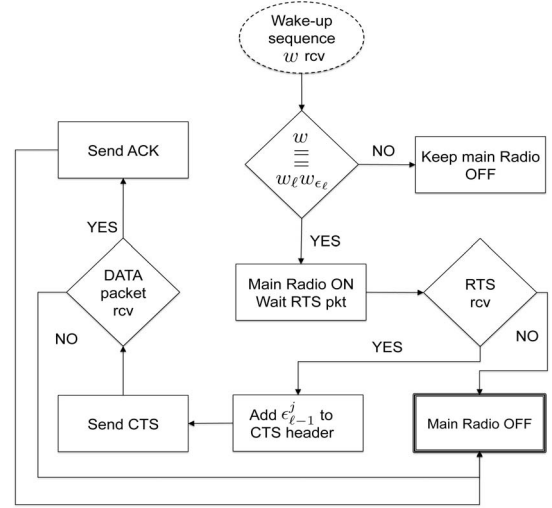 Wake-up
sequence
w rcv
w
≡
≡
wℓwϵℓ
NO
Keep main Radio
OFF
YES
Main Radio ON
Wait RTS pkt
RTS
rcv
NO
YES
Main Radio OFF
Add ϵʲℓ₋₁ to
CTS header
Send CTS
DATA
packet
rcv
NO
YES
Send ACK